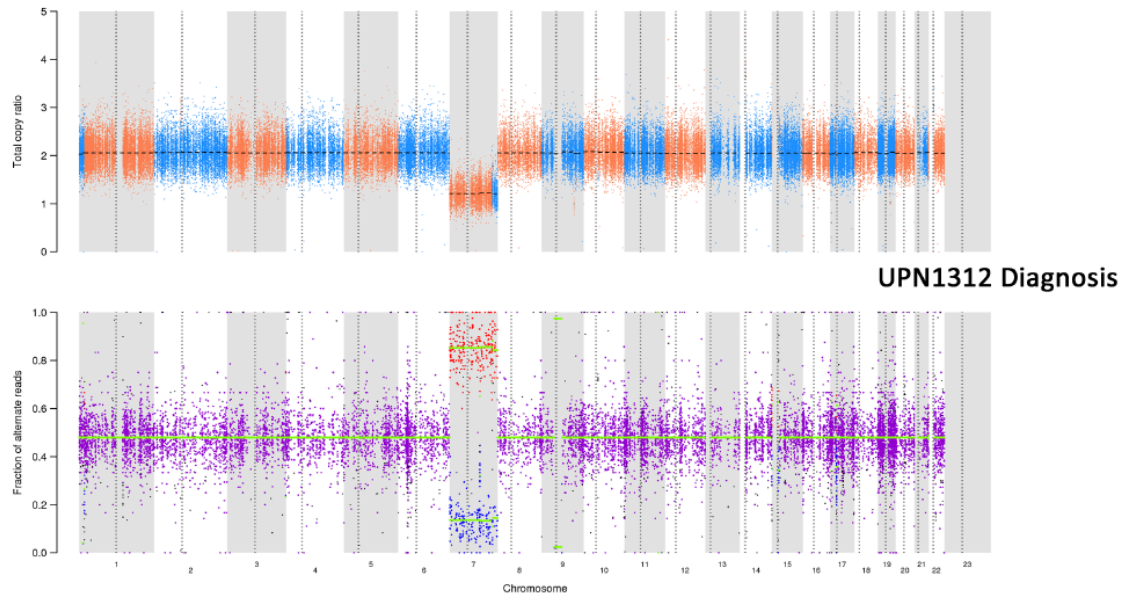 5
4
3
2
1
0
Total copy ratio
UPN1312 Diagnosis
1.0
0.8
0.6
0.4
0.2
0.0
Fraction of alternate reads
1 2 3 4 5 6 7 8 9 10 11 12 13 14 15 16 17 18 19 20 21 22 23
Chromosome